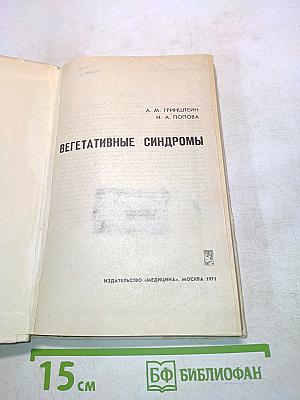 А. М. ГРИНШТЕЙН
Н. А. ПОПОВА
ВЕГЕТАТИВНЫЕ СИНДРОМЫ
ИЗДАТЕЛЬСТВО «МЕДИЦИНА». МОСКВА 1971
15 см
БФ БИБЛИОФАН